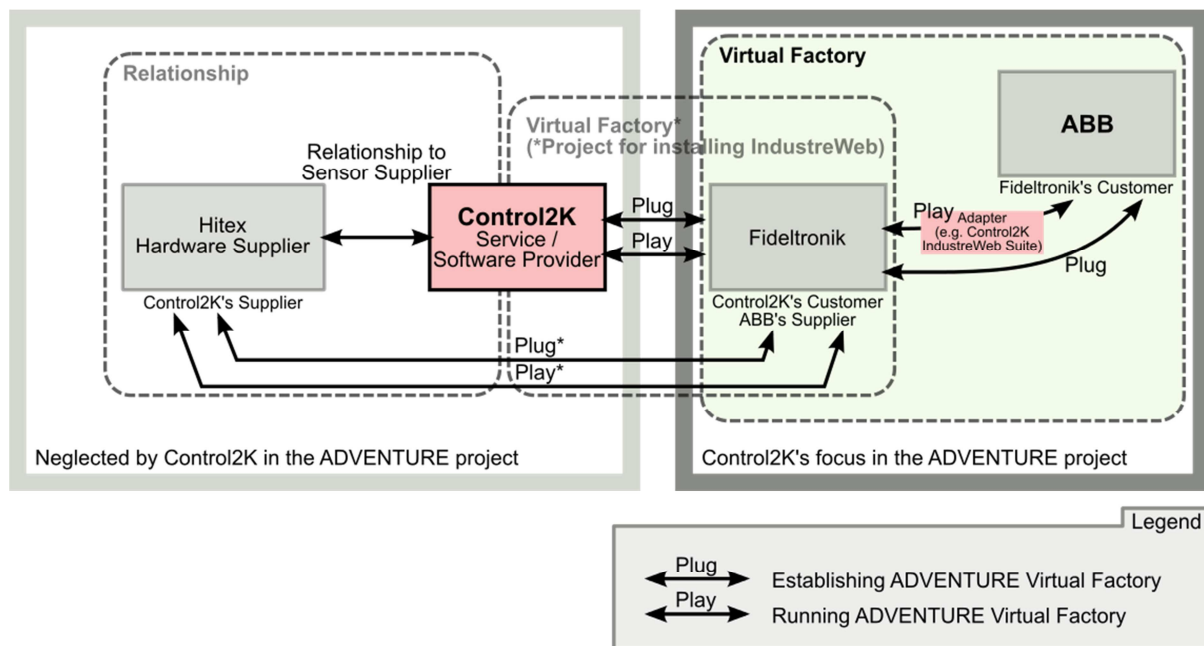 Relationship
Virtual Factory
ABB
Fideltronik's Customer
Virtual Factory*
(*Project for installing IndustreWeb)
Relationship to
Sensor Supplier
Hitex
Hardware Supplier
Control2K's Supplier
Control2K
Service /
Software Provider
Plug
Play
Fideltronik
Control2K's Customer
ABB's Supplier
Play
Adapter
(e.g. Control2K
IndustreWeb Suite)
Plug
Plug*
Play*
Neglected by Control2K in the ADVENTURE project
Control2K's focus in the ADVENTURE project
Legend
Plug
Establishing ADVENTURE Virtual Factory
Play
Running ADVENTURE Virtual Factory